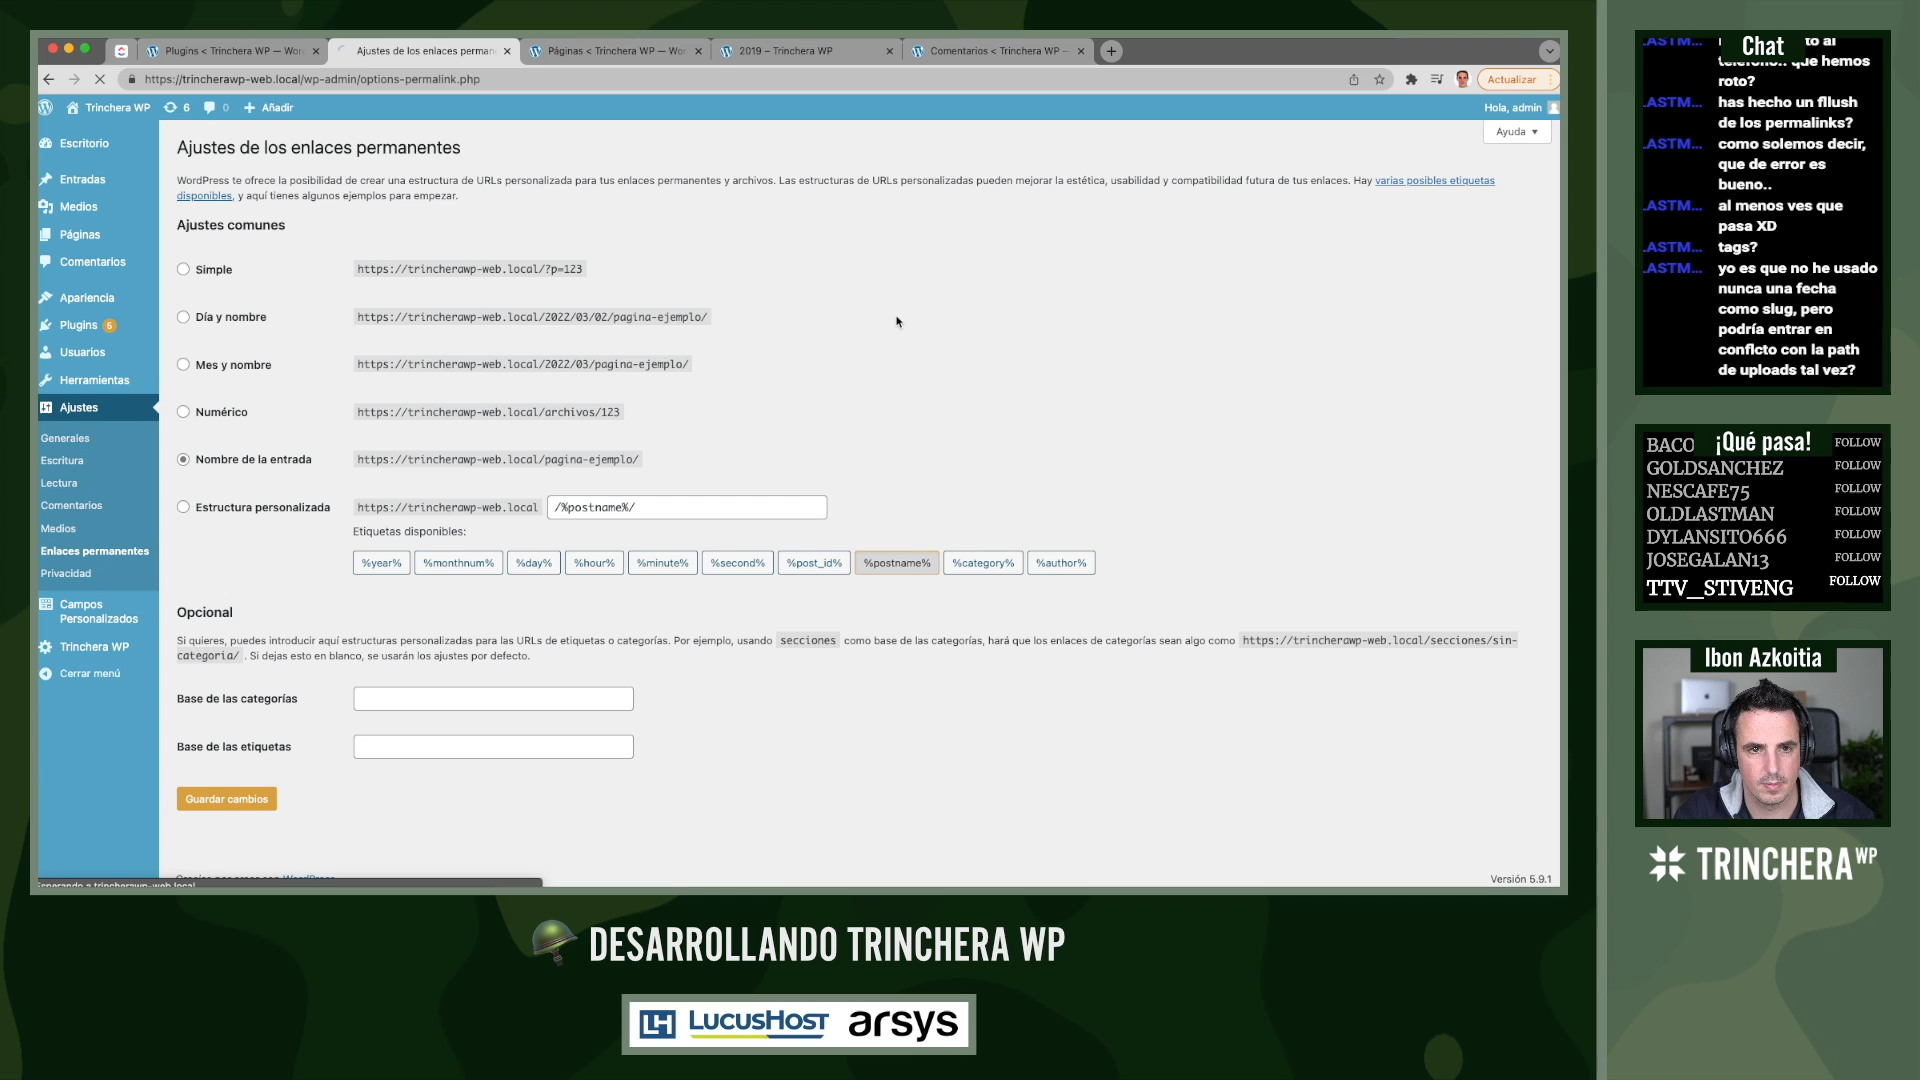 Plugins < Trinchera WP — Wor
Ajustes de los enlaces perman
Páginas < Trinchera WP — Wor
2019 – Trinchera WP
Comentarios < Trinchera WP –
https://trincherawp-web.local/wp-admin/options-permalink.php
Actualizar
Trinchera WP
6
0
Añadir
Hola, admin
Escritorio
Entradas
Medios
Páginas
Comentarios
Apariencia
Plugins 5
Usuarios
Herramientas
Ajustes
Generales
Escritura
Lectura
Comentarios
Medios
Enlaces permanentes
Privacidad
Campos
Personalizados
Trinchera WP
Cerrar menú
Ayuda
Ajustes de los enlaces permanentes
WordPress te ofrece la posibilidad de crear una estructura de URLs personalizada para tus enlaces permanentes y archivos. Las estructuras de URLs personalizadas pueden mejorar la estética, usabilidad y compatibilidad futura de tus enlaces. Hay varias posibles etiquetas
disponibles, y aquí tienes algunos ejemplos para empezar.
Ajustes comunes
Simple https://trincherawp-web.local/?p=123
Día y nombre https://trincherawp-web.local/2022/03/02/pagina-ejemplo/
Mes y nombre https://trincherawp-web.local/2022/03/pagina-ejemplo/
Numérico https://trincherawp-web.local/archivos/123
Nombre de la entrada https://trincherawp-web.local/pagina-ejemplo/
Estructura personalizada https://trincherawp-web.local /%postname%/
Etiquetas disponibles:
%year% %monthnum% %day% %hour% %minute% %second% %post_id% %postname% %category% %author%
Opcional
Si quieres, puedes introducir aquí estructuras personalizadas para las URLs de etiquetas o categorías. Por ejemplo, usando secciones como base de las categorías, hará que los enlaces de categorías sean algo como https://trincherawp-web.local/secciones/sin-
categoria/ . Si dejas esto en blanco, se usarán los ajustes por defecto.
Base de las categorías
Base de las etiquetas
Guardar cambios
Versión 5.9.1
Esperando a trincherawp-web.local
Chat
to al
que hemos
roto?
LASTM... has hecho un fllush
de los permalinks?
LASTM... como solemos decir,
que de error es
bueno..
LASTM... al menos ves que
pasa XD
LASTM... tags?
LASTM... yo es que no he usado
nunca una fecha
como slug, pero
podría entrar en
conflcto con la path
de uploads tal vez?
¡Qué pasa!
BACO FOLLOW
GOLDSANCHEZ FOLLOW
NESCAFE75 FOLLOW
OLDLASTMAN FOLLOW
DYLANSITO666 FOLLOW
JOSEGALAN13 FOLLOW
TTV_STIVENG FOLLOW
Ibon Azkoitia
TRINCHERA WP
DESARROLLANDO TRINCHERA WP
LH LUCUSHOST arsys